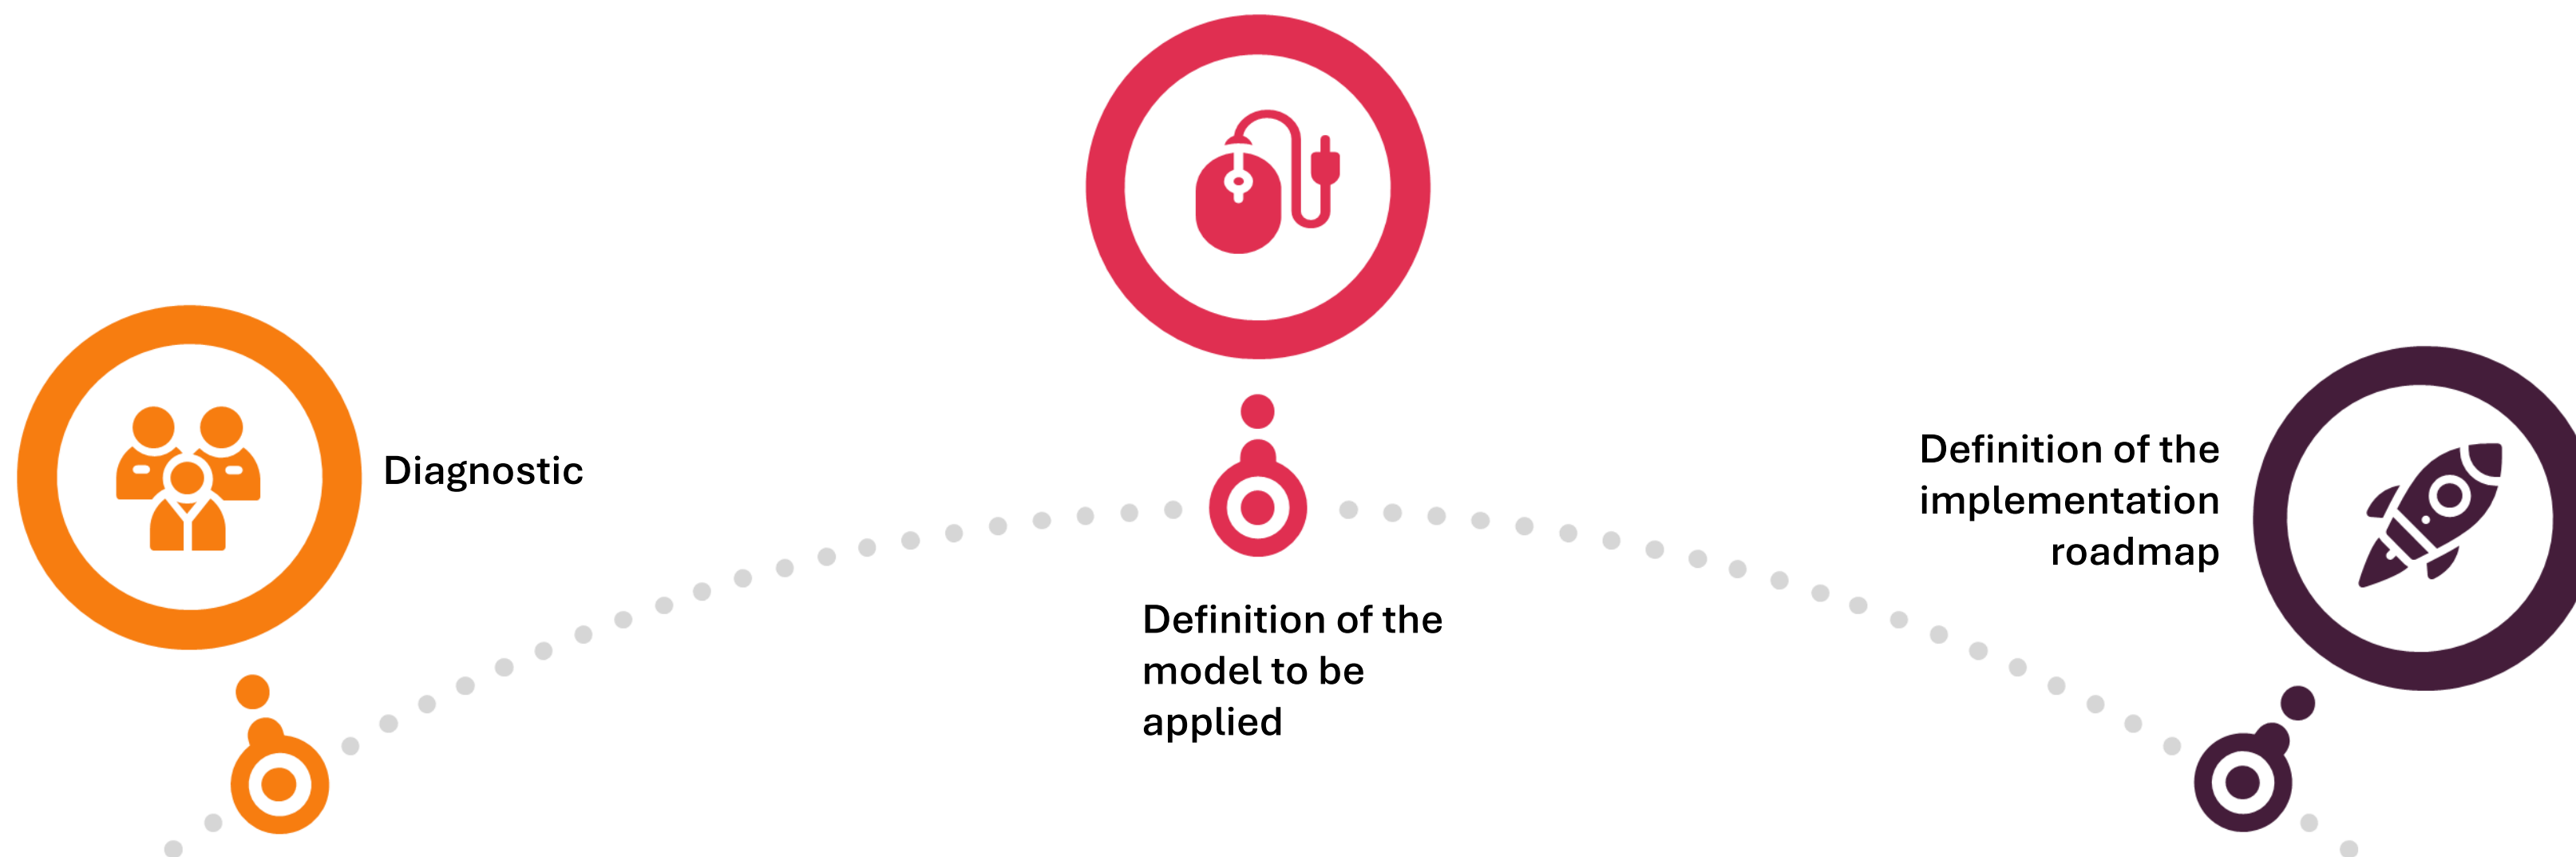 Diagnostic
Definition of the
model to be
applied
Definition of the
implementation
roadmap